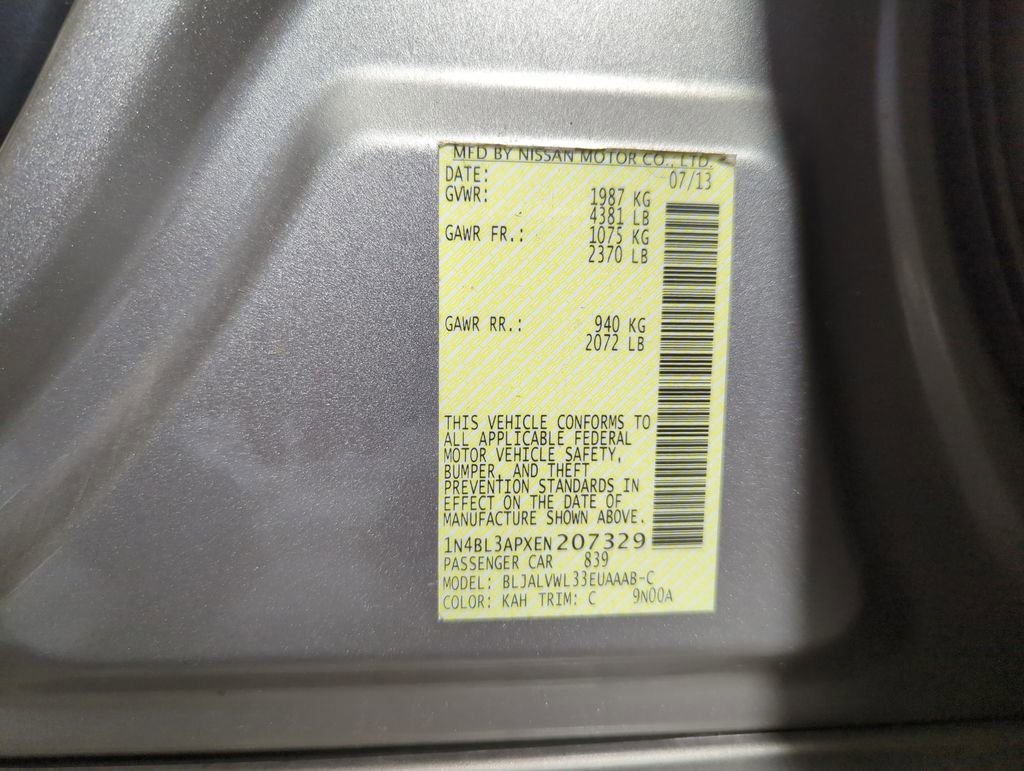 MFD BY NISSAN MOTOR CO., LTD.
DATE: 07/13
GVWR: 1987 KG
4381 LB
GAWR FR.: 1075 KG
2370 LB
GAWR RR.: 940 KG
2072 LB
THIS VEHICLE CONFORMS TO
ALL APPLICABLE FEDERAL
MOTOR VEHICLE SAFETY,
BUMPER, AND THEFT
PREVENTION STANDARDS IN
EFFECT ON THE DATE OF
MANUFACTURE SHOWN ABOVE.
1N4BL3APXEN207329
PASSENGER CAR 839
MODEL: BLJALVWL33EUAAAB-C
COLOR: KAH TRIM: C 9N00A